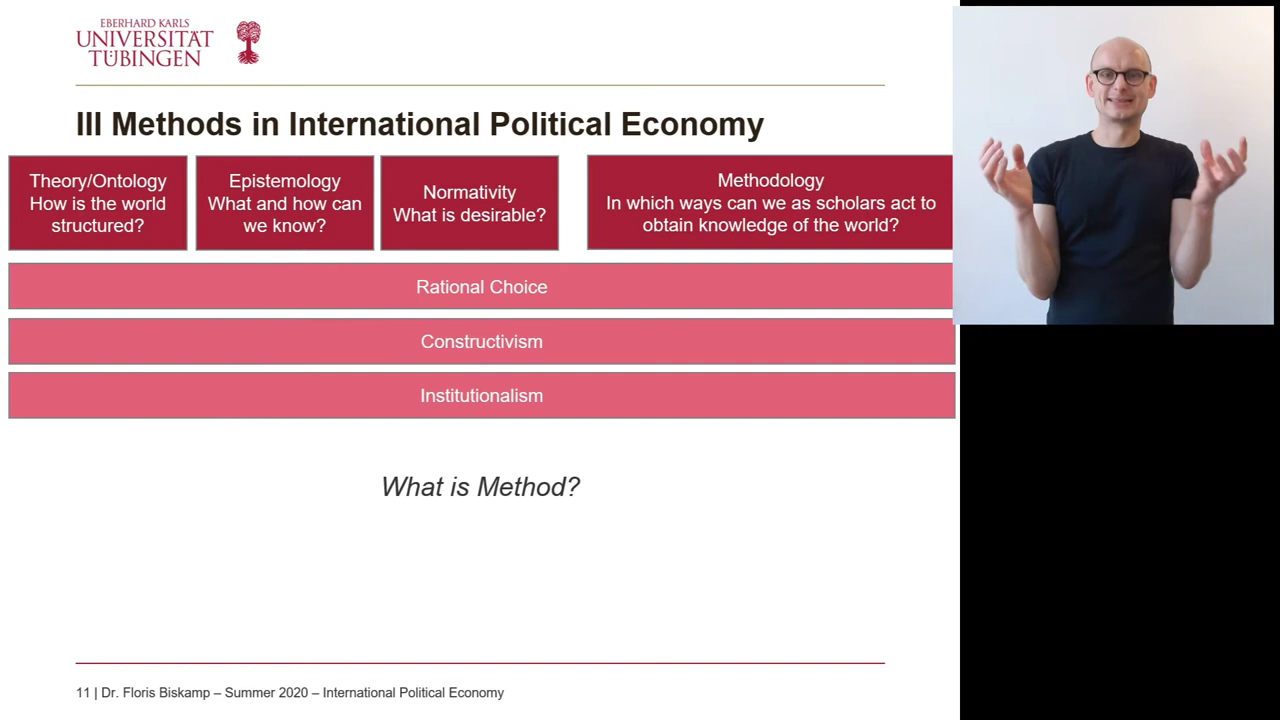 EBERHARD KARLS
UNIVERSITÄT
TÜBINGEN
III Methods in International Political Economy
Theory/Ontology
How is the world
structured?
Epistemology
What and how can
we know?
Normativity
What is desirable?
Methodology
In which ways can we as scholars act to
obtain knowledge of the world?
Rational Choice
Constructivism
Institutionalism
What is Method?
11 | Dr. Floris Biskamp – Summer 2020 – International Political Economy